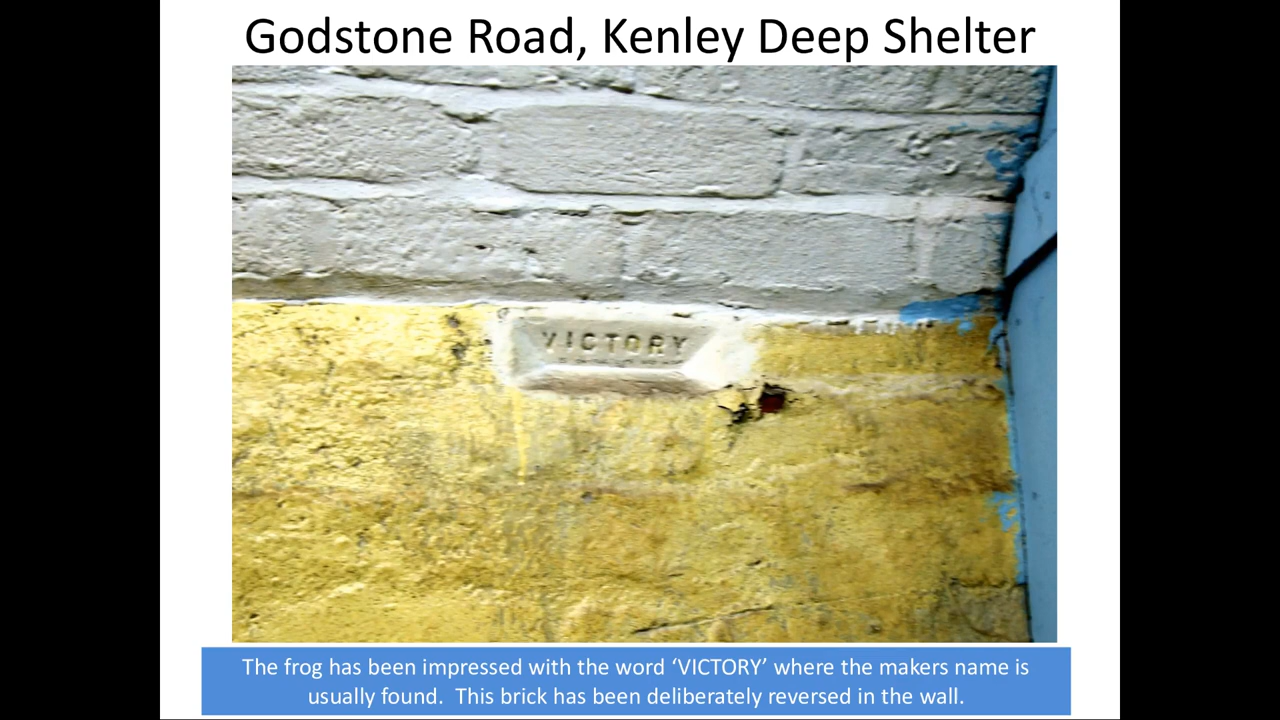 Godstone Road, Kenley Deep Shelter
VICTORY
The frog has been impressed with the word ‘VICTORY’ where the makers name is
usually found.  This brick has been deliberately reversed in the wall.